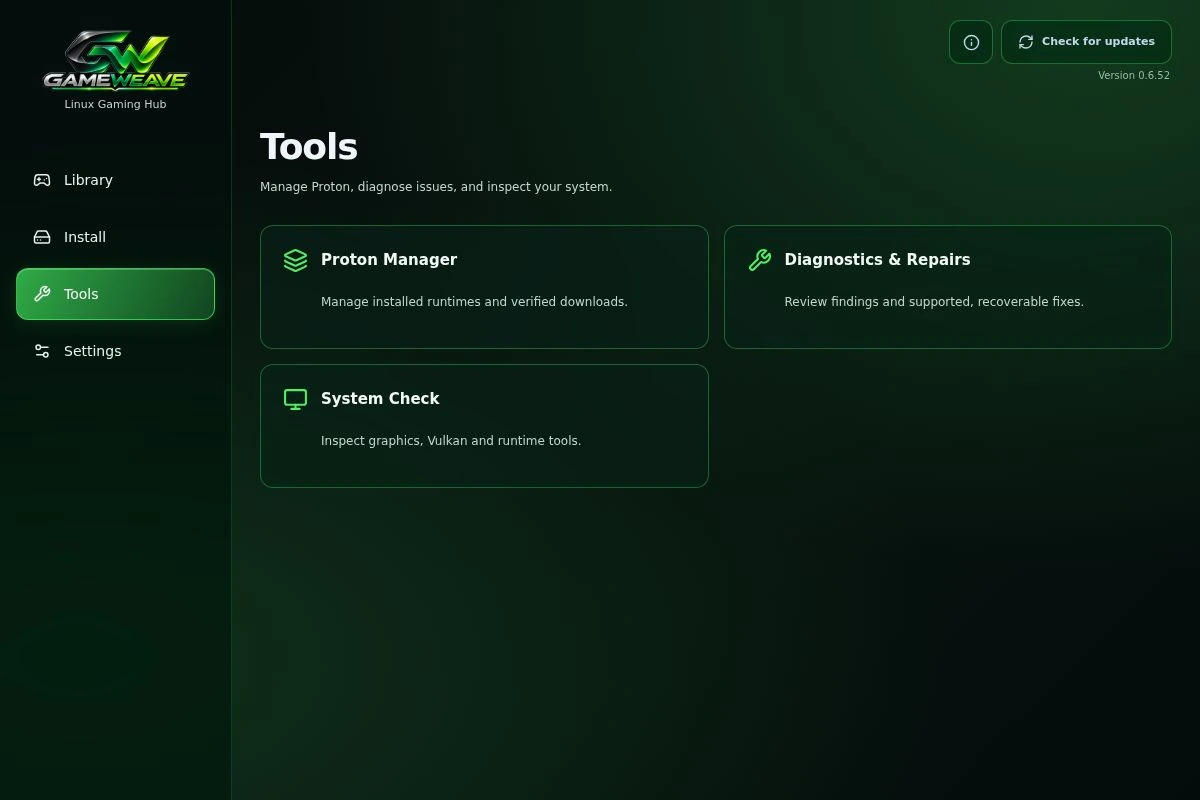 GAMEWEAVE
Linux Gaming Hub
Library
Install
Tools
Settings
Check for updates
Version 0.6.52
Tools
Manage Proton, diagnose issues, and inspect your system.
Proton Manager
Manage installed runtimes and verified downloads.
Diagnostics & Repairs
Review findings and supported, recoverable fixes.
System Check
Inspect graphics, Vulkan and runtime tools.